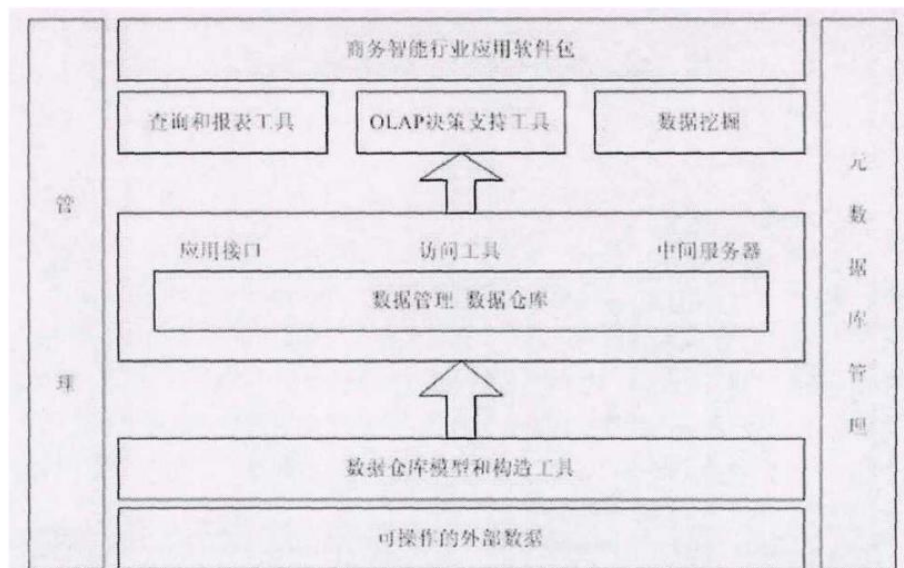 商务智能行业应用软件包
查询和报表工具
OLAP决策支持工具
数据挖掘
管理
应用接口
访问工具
中间服务器
数据管理 数据仓库
数据仓库模型和构造工具
可操作的外部数据
元数据库管理